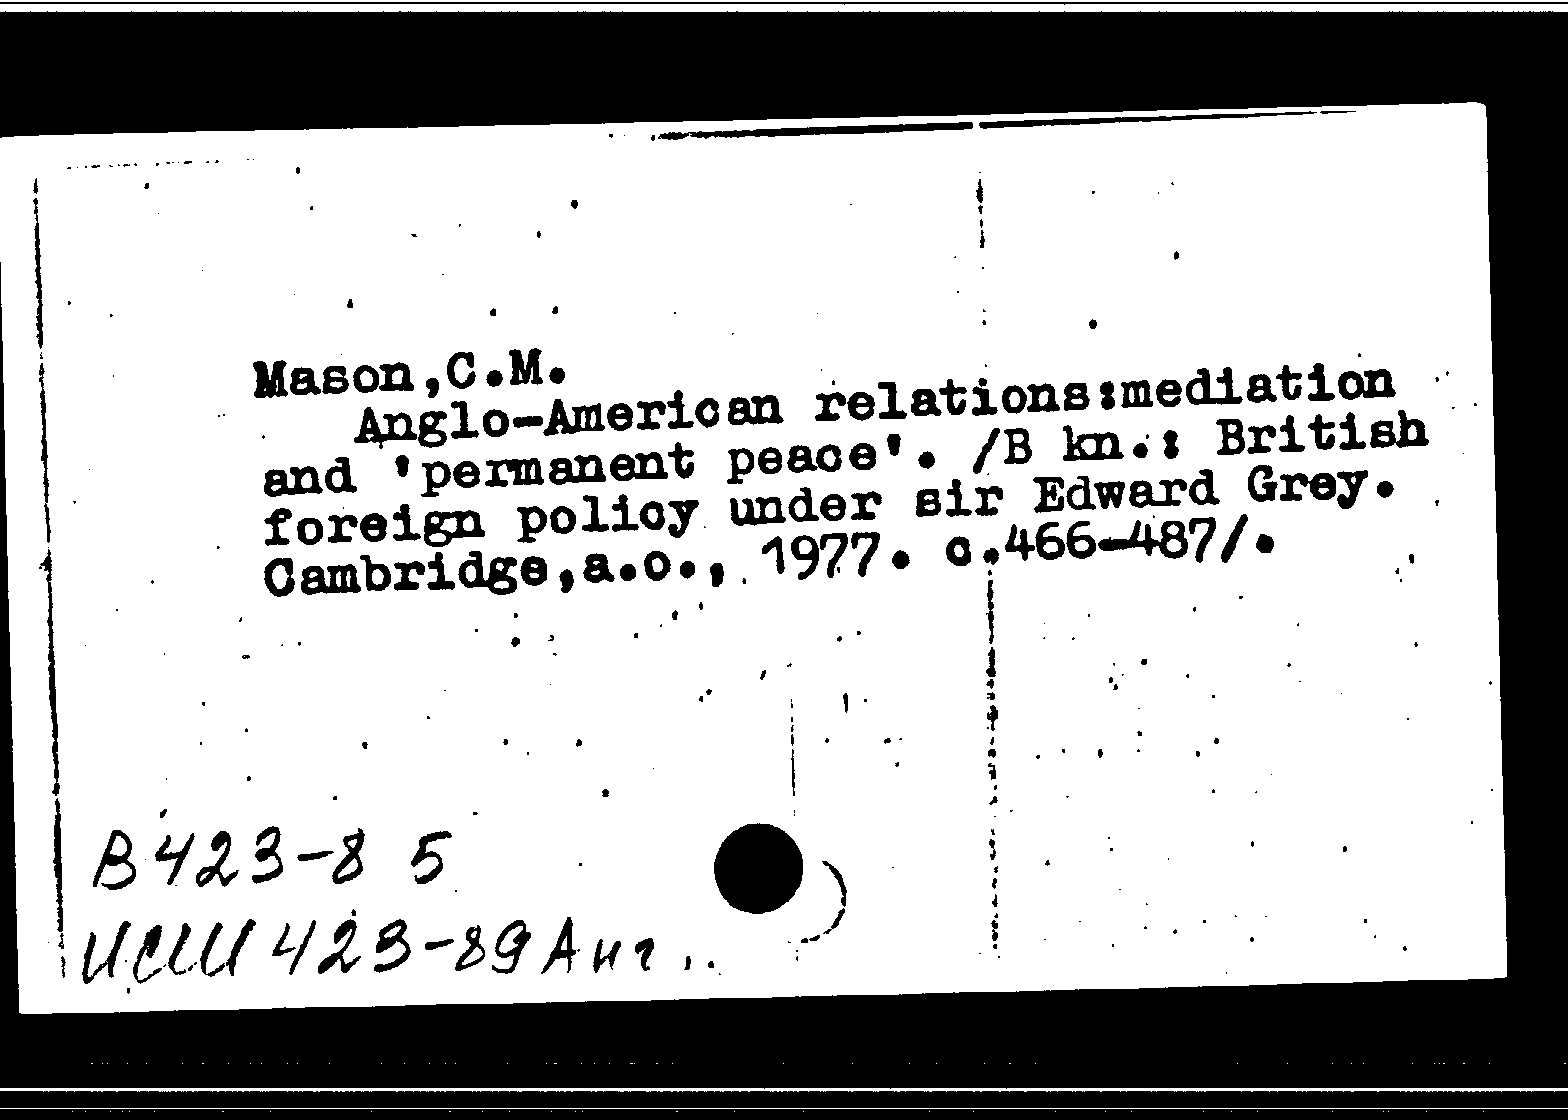 Mason,C.M.
Anglo-American relations:mediation
and 'permanent peace'. /B kn.: British
foreign policy under sir Edward Grey.
Cambridge,a.o., 1977. c.466-487/.
В 423-8 5
ИСШ 423-89 Анг